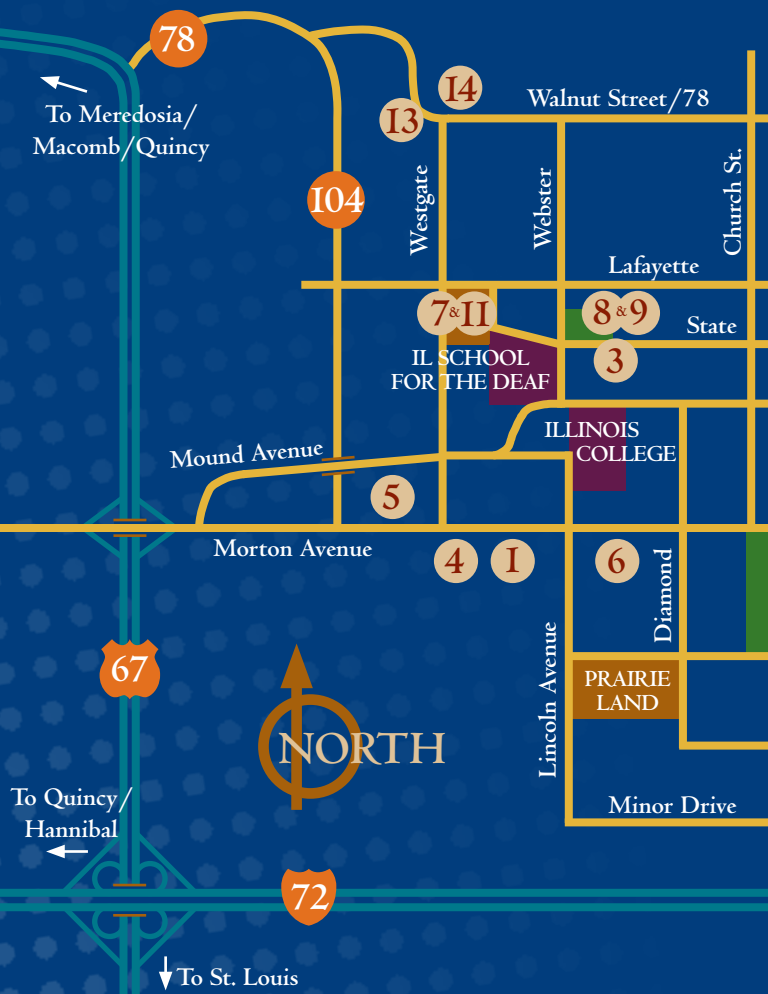 78
14
Walnut Street/78
13
To Meredosia/
Macomb/Quincy
Church St.
Westgate
Webster
104
Lafayette
7&11
8&9
State
IL SCHOOL
FOR THE DEAF
3
ILLINOIS
COLLEGE
Mound Avenue
5
Morton Avenue
4
1
6
Diamond
Lincoln Avenue
67
PRAIRIE
LAND
NORTH
To Quincy/
Hannibal
Minor Drive
72
To St. Louis